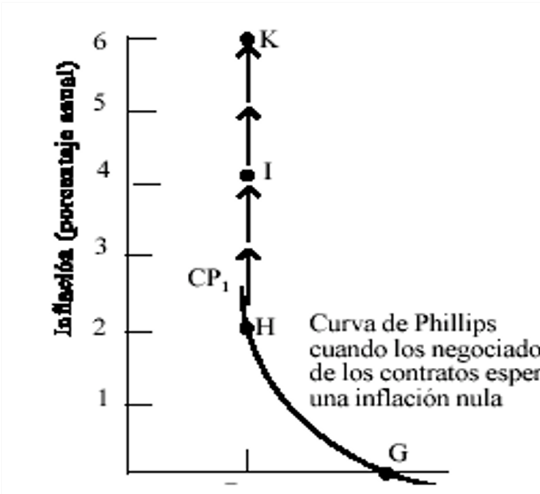 6
K
5
Inflación (porcentaje anual)
4
I
3
CP1
2
H
Curva de Phillips
cuando los negociado
de los contratos esper
una inflación nula
1
G